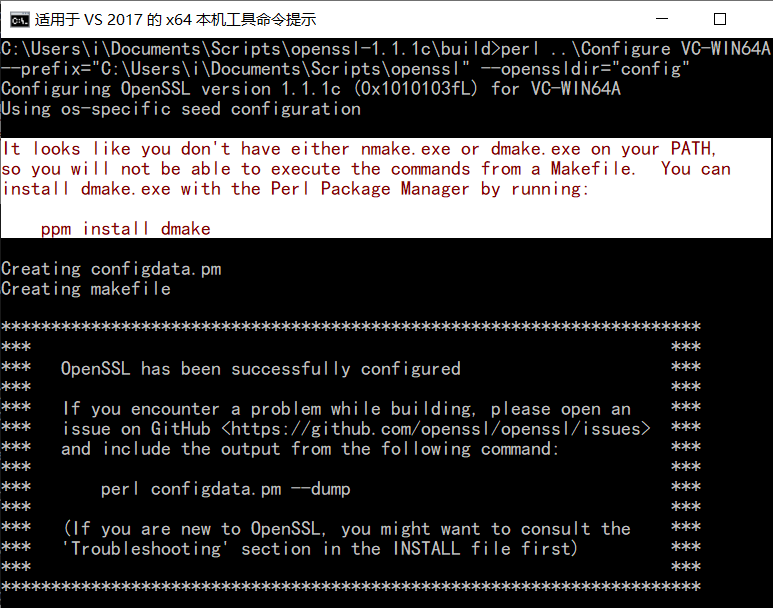 适用于 VS 2017 的 x64 本机工具命令提示
C:\Users\i\Documents\Scripts\openssl-1.1.1c\build>perl ..\Configure VC-WIN64A
--prefix="C:\Users\i\Documents\Scripts\openssl" --openssldir="config"
Configuring OpenSSL version 1.1.1c (0x1010103fL) for VC-WIN64A
Using os-specific seed configuration
It looks like you don't have either nmake.exe or dmake.exe on your PATH,
so you will not be able to execute the commands from a Makefile.  You can
install dmake.exe with the Perl Package Manager by running:
    ppm install dmake
Creating configdata.pm
Creating makefile
**********************************************************************
***                                                                ***
***   OpenSSL has been successfully configured                     ***
***                                                                ***
***   If you encounter a problem while building, please open an    ***
***   issue on GitHub <https://github.com/openssl/openssl/issues>  ***
***   and include the output from the following command:           ***
***                                                                ***
***       perl configdata.pm --dump                                ***
***                                                                ***
***   (If you are new to OpenSSL, you might want to consult the    ***
***   'Troubleshooting' section in the INSTALL file first)         ***
***                                                                ***
**********************************************************************